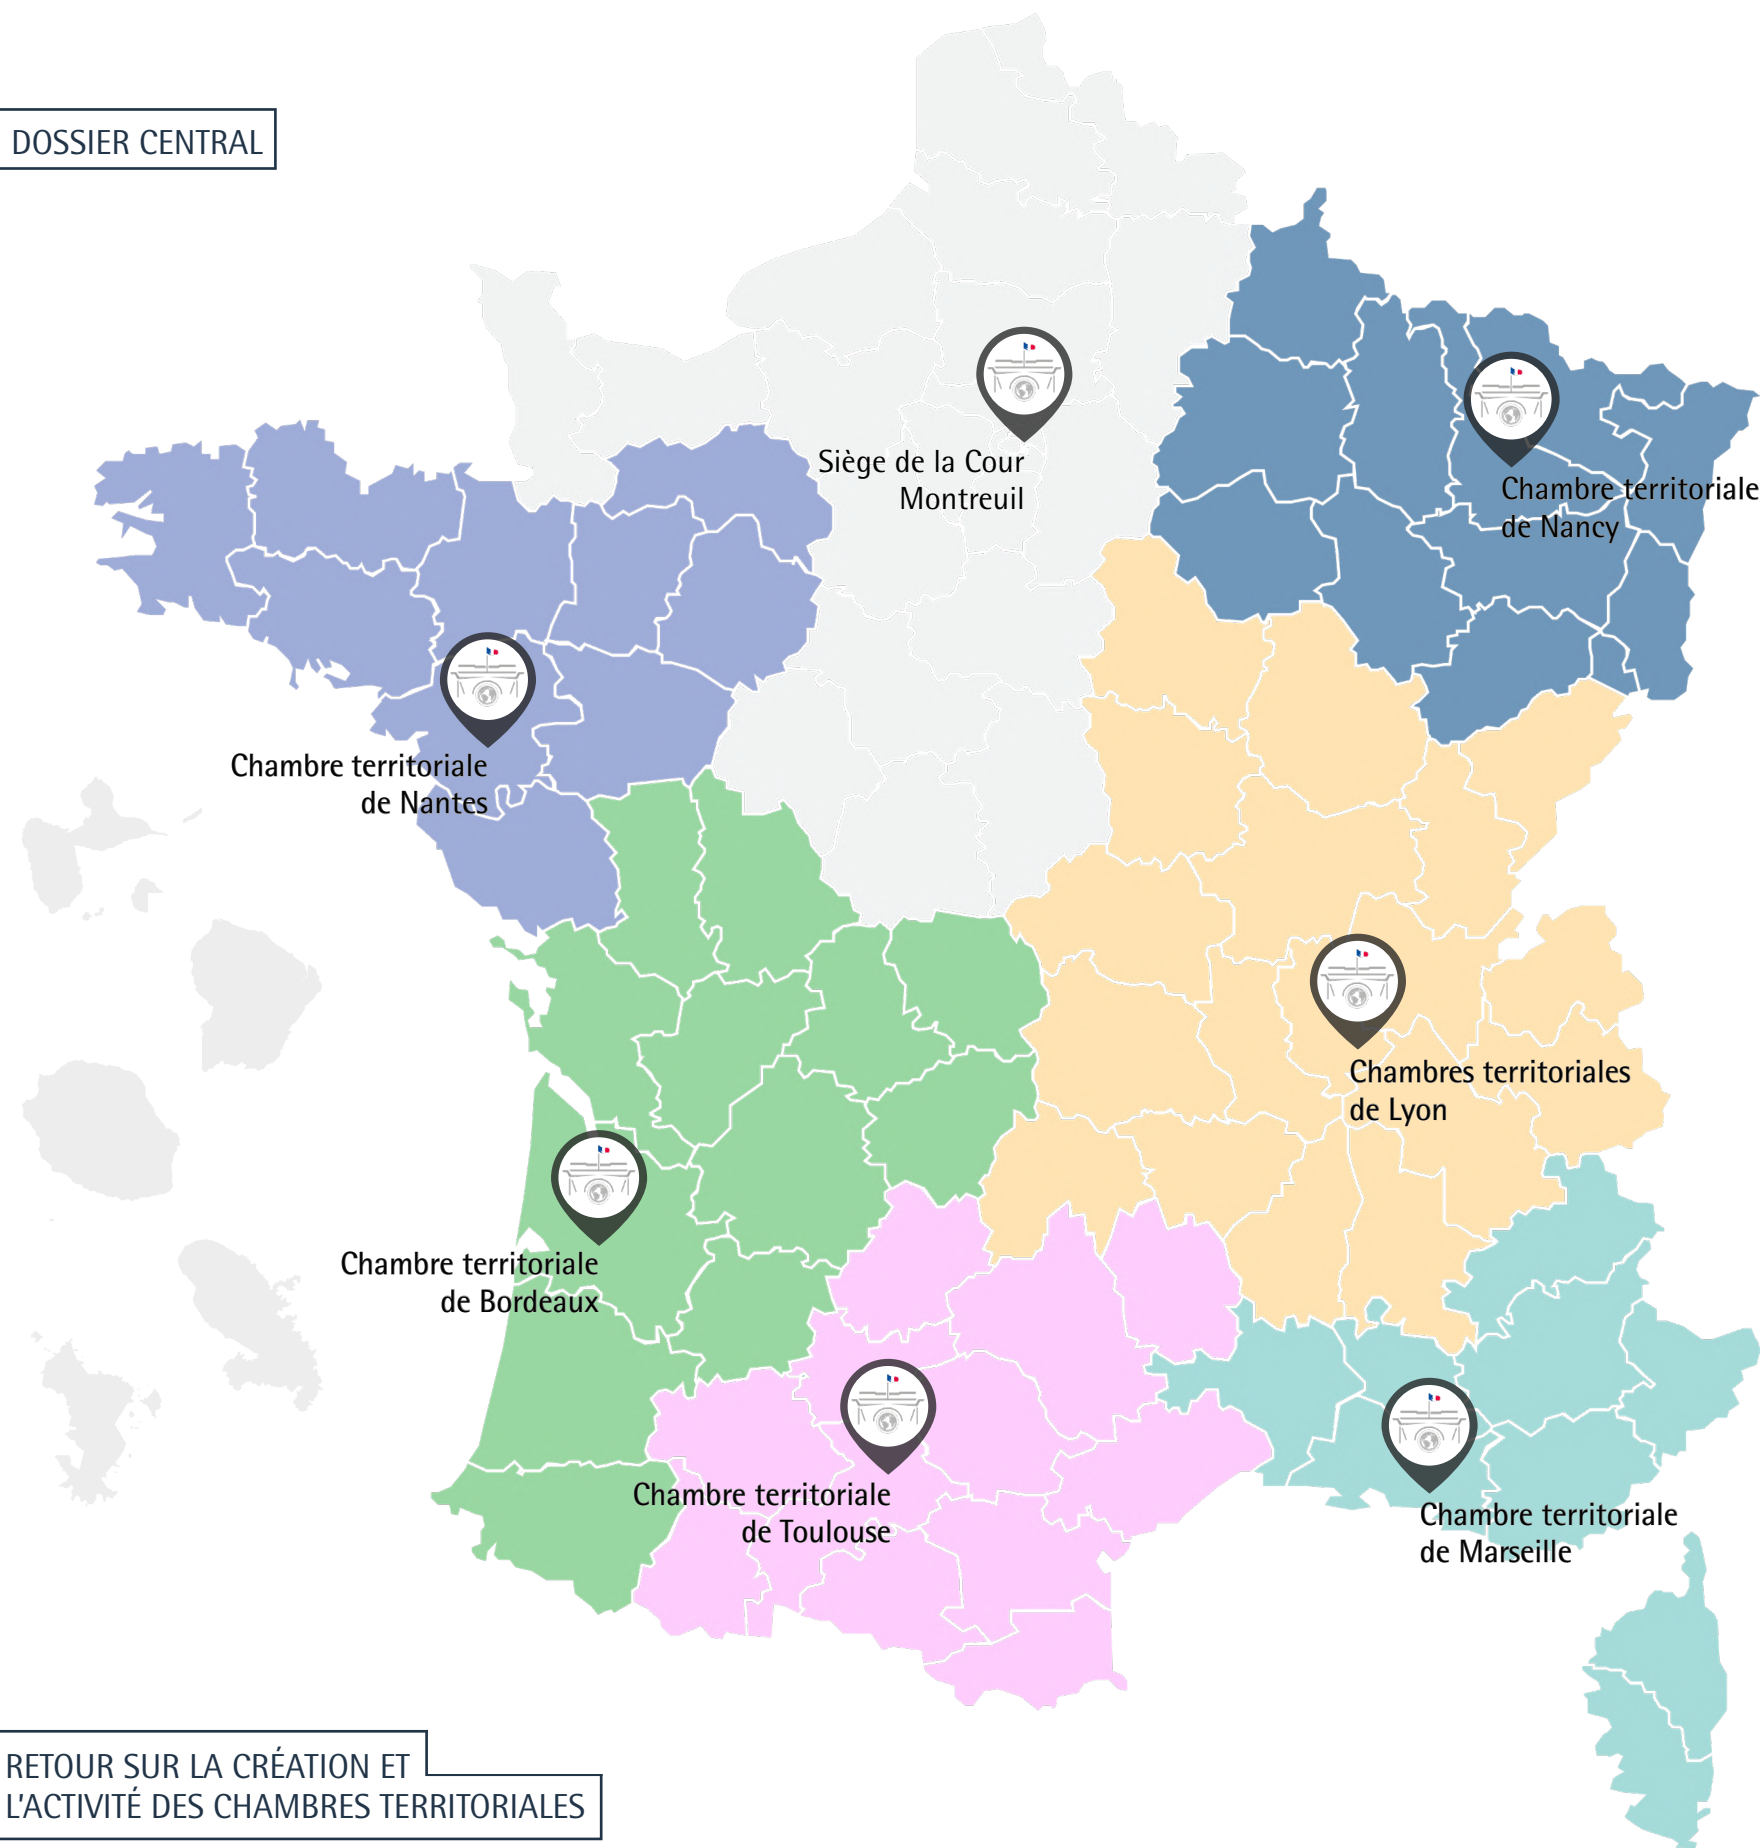 DOSSIER CENTRAL
Siège de la Cour
Montreuil
Chambre territoriale
de Nancy
Chambre territoriale
de Nantes
Chambres territoriales
de Lyon
Chambre territoriale
de Bordeaux
Chambre territoriale
de Toulouse
Chambre territoriale
de Marseille
RETOUR SUR LA CRÉATION ET
L'ACTIVITÉ DES CHAMBRES TERRITORIALES